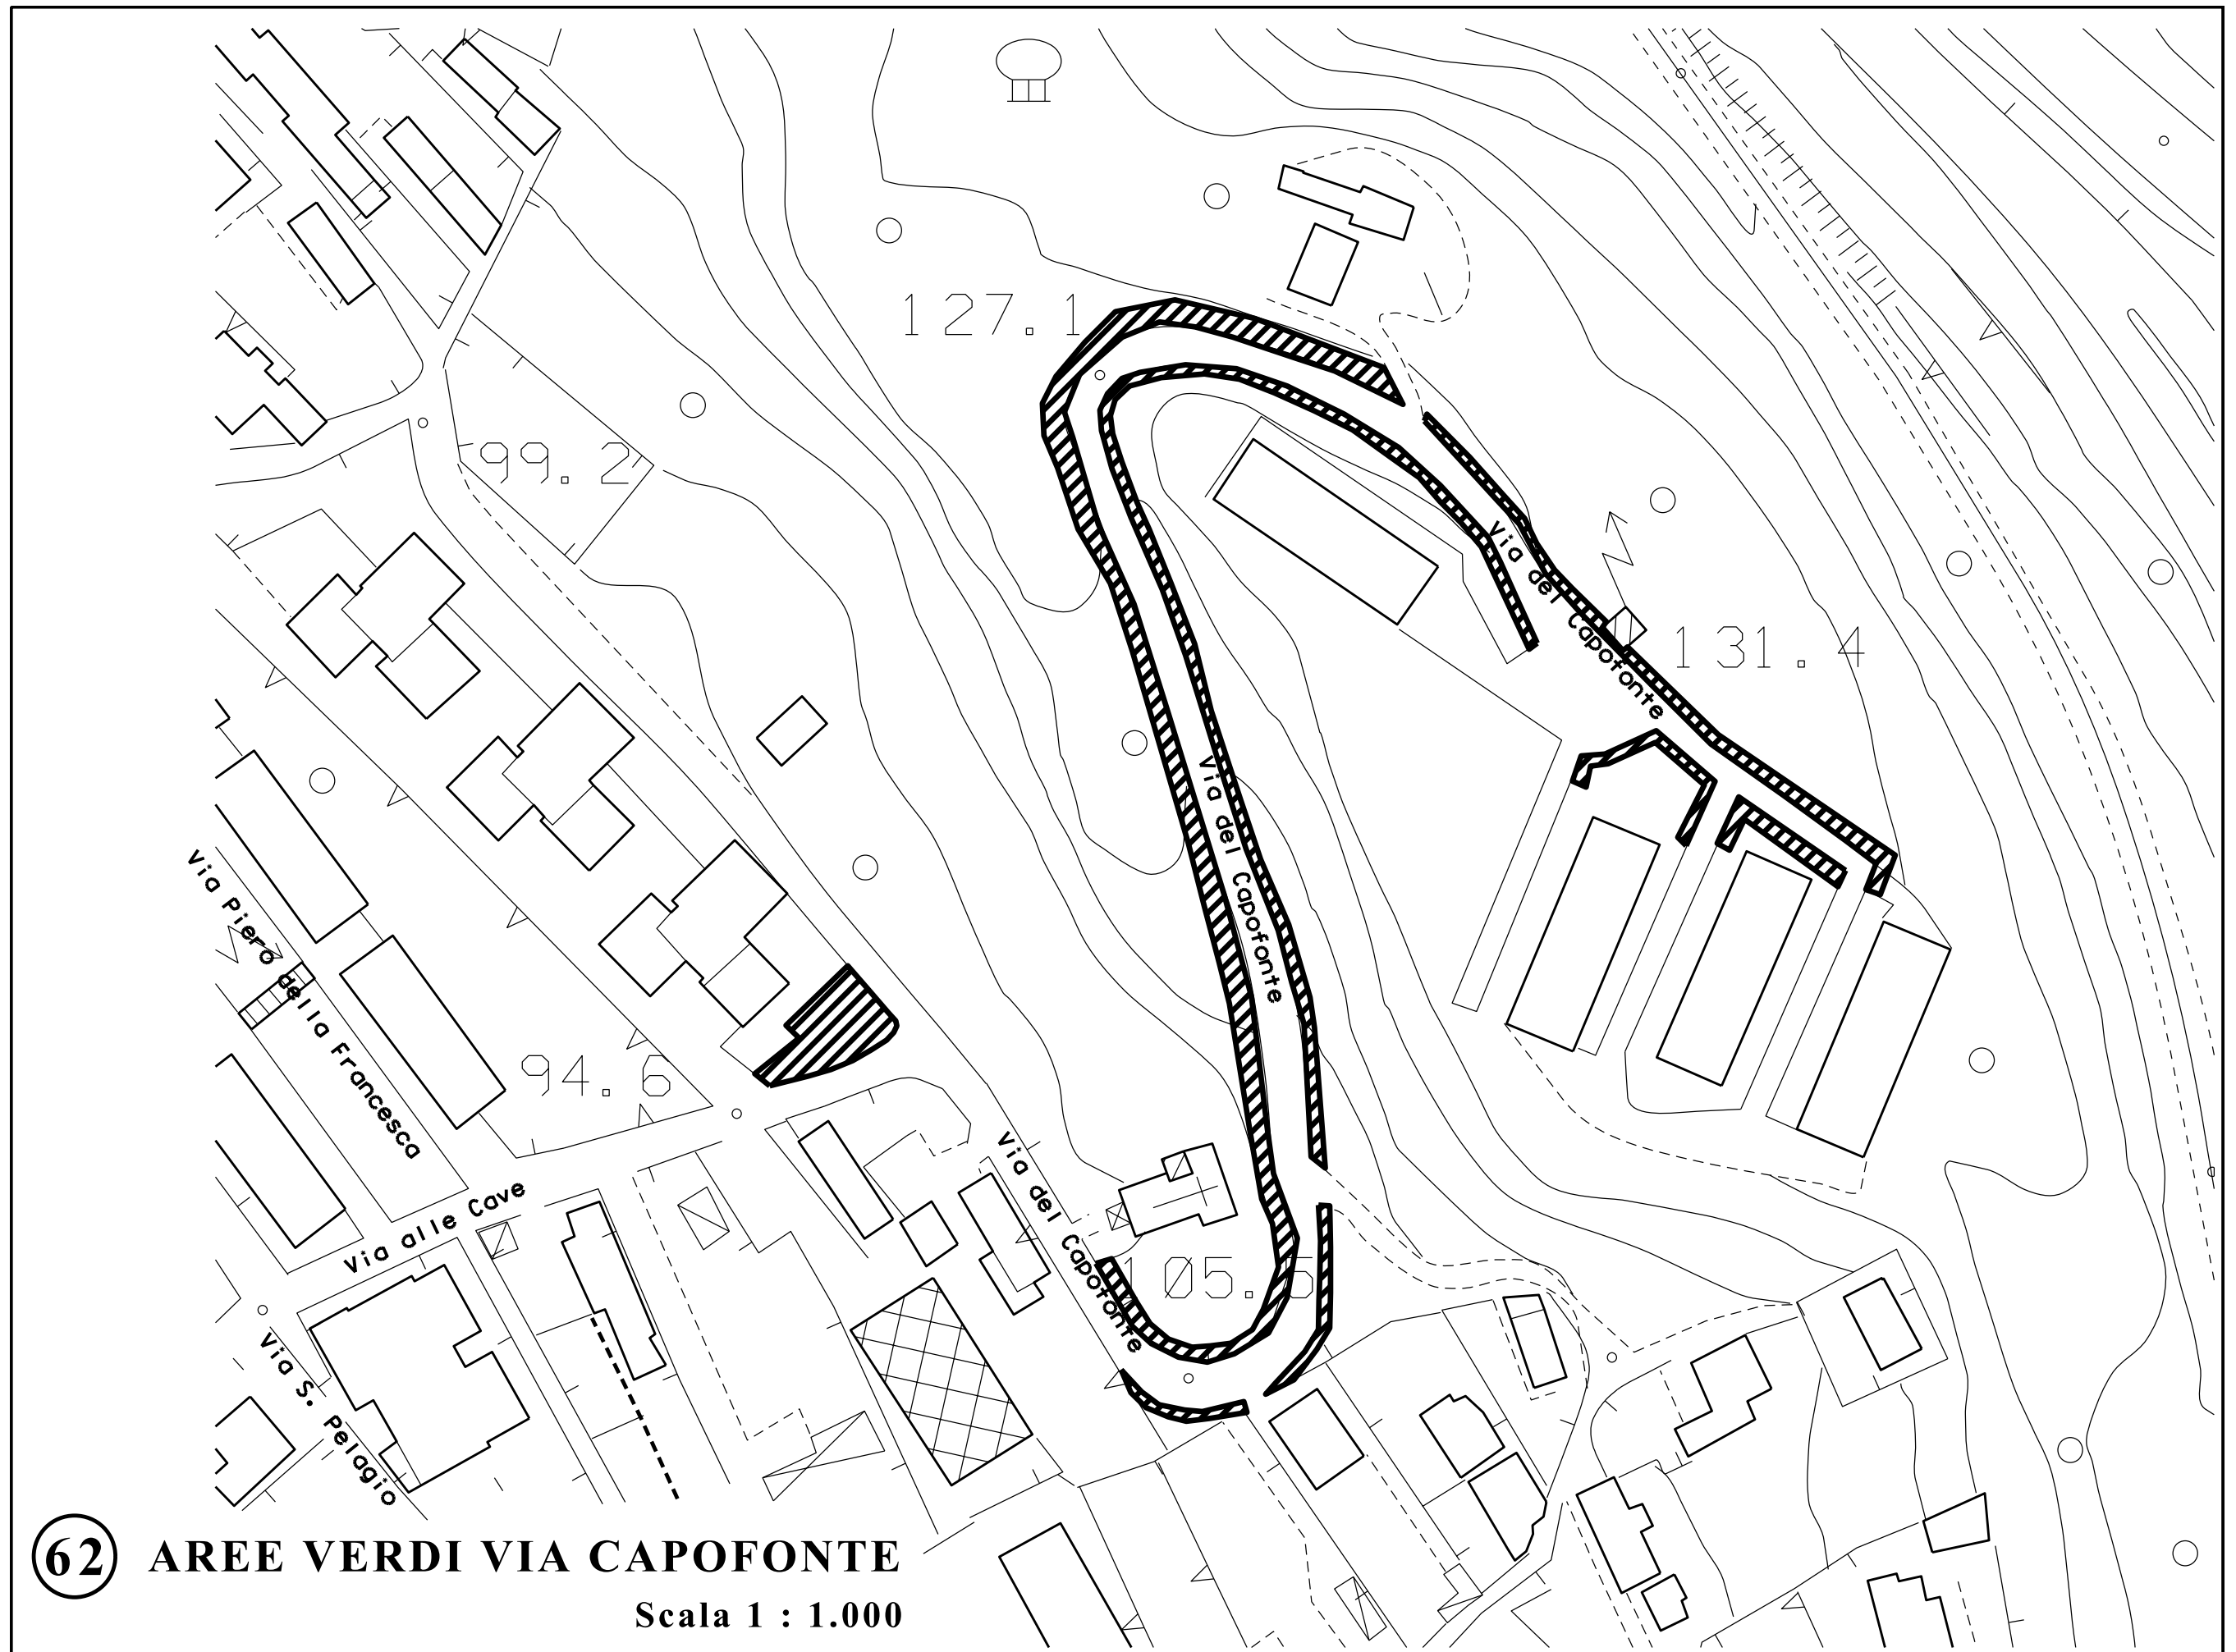 127.1
99.2
Via del Capofonte
131.4
Via del Capofonte
Via Piero della Francesca
94.6
Via del Capofonte
Via alle Cave
105.5
Via S. Pelagio
62 AREE VERDI VIA CAPOFONTE
Scala 1 : 1.000